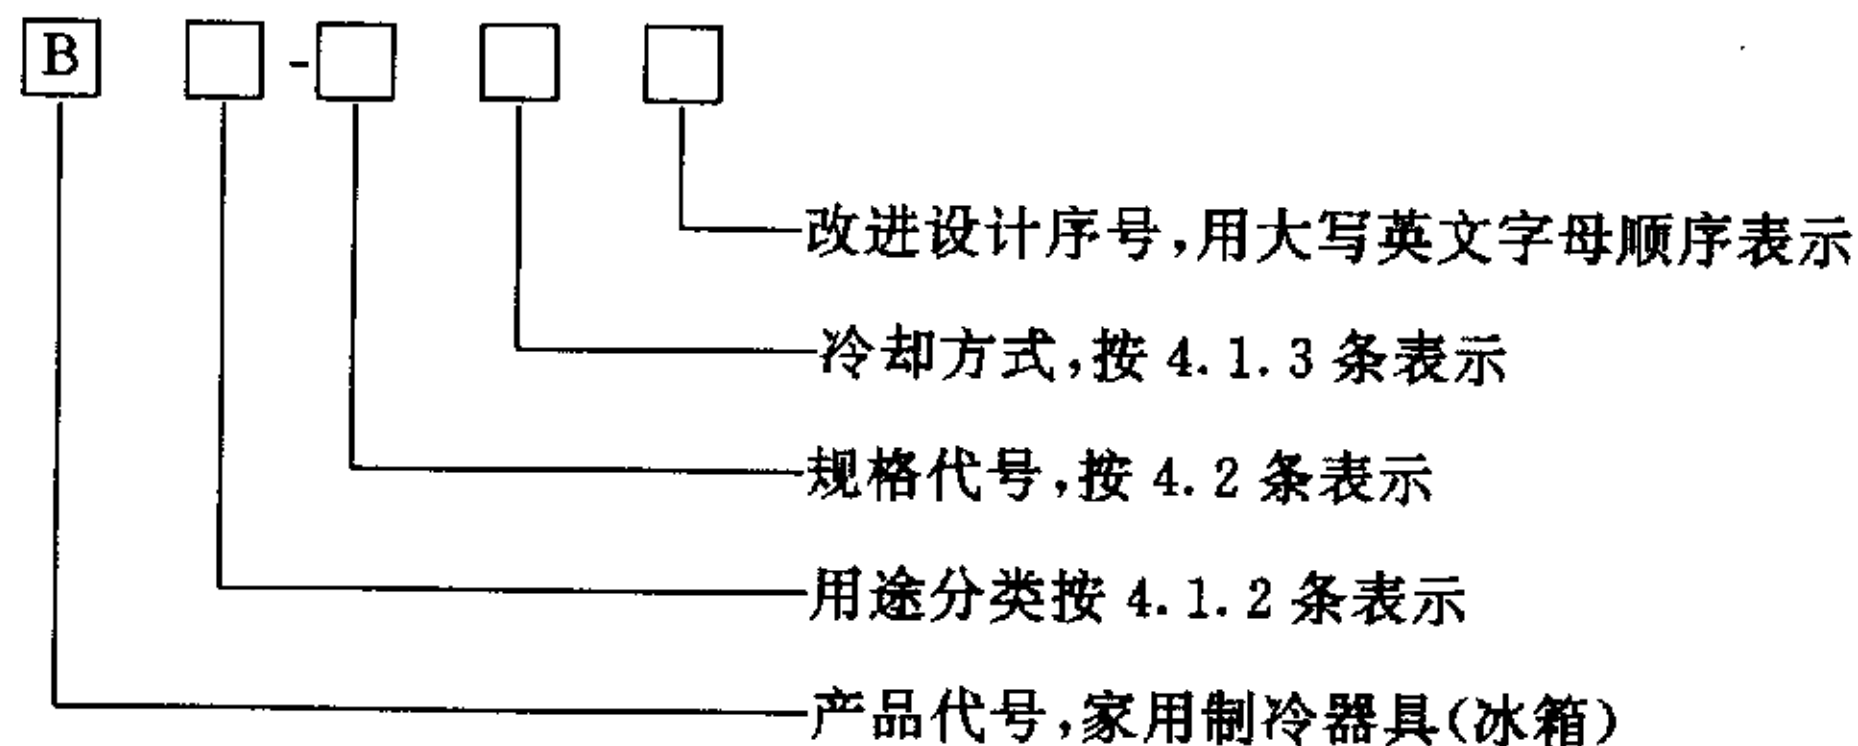 B -
改进设计序号,用大写英文字母顺序表示
冷却方式,按 4.1.3 条表示
规格代号,按 4.2 条表示
用途分类按 4.1.2 条表示
产品代号,家用制冷器具(冰箱)